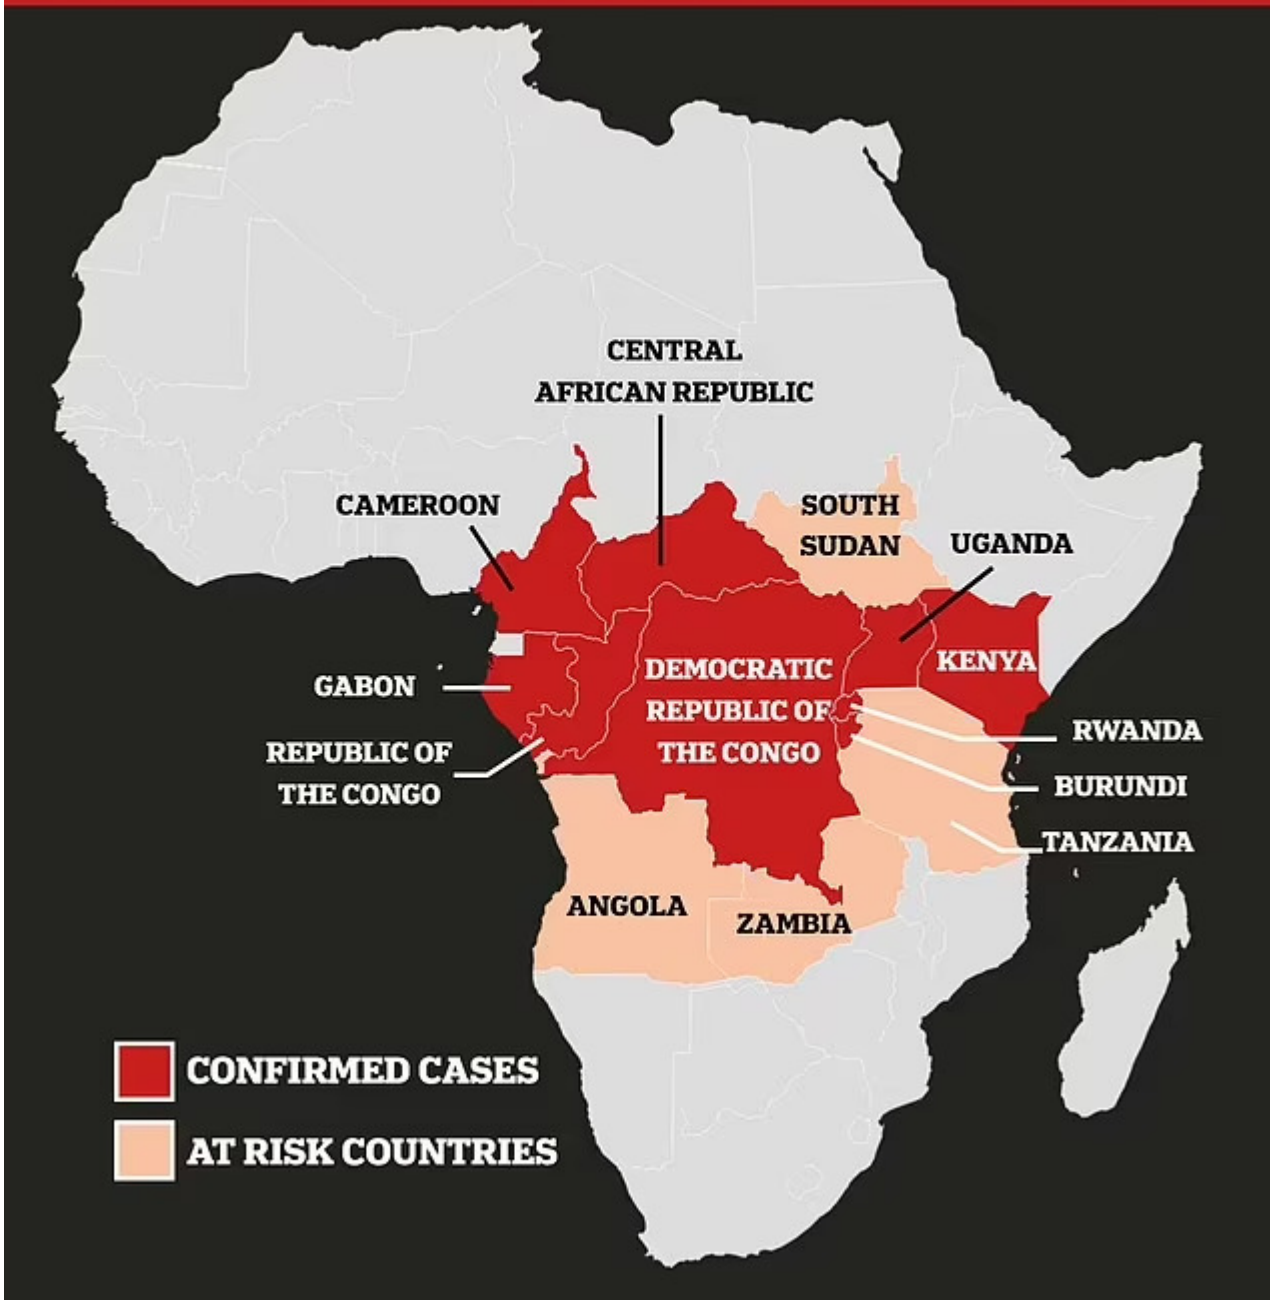 CENTRAL
AFRICAN REPUBLIC
CAMEROON
SOUTH
SUDAN
UGANDA
GABON
DEMOCRATIC
REPUBLIC OF
THE CONGO
KENYA
REPUBLIC OF
THE CONGO
RWANDA
BURUNDI
TANZANIA
ANGOLA
ZAMBIA
CONFIRMED CASES
AT RISK COUNTRIES